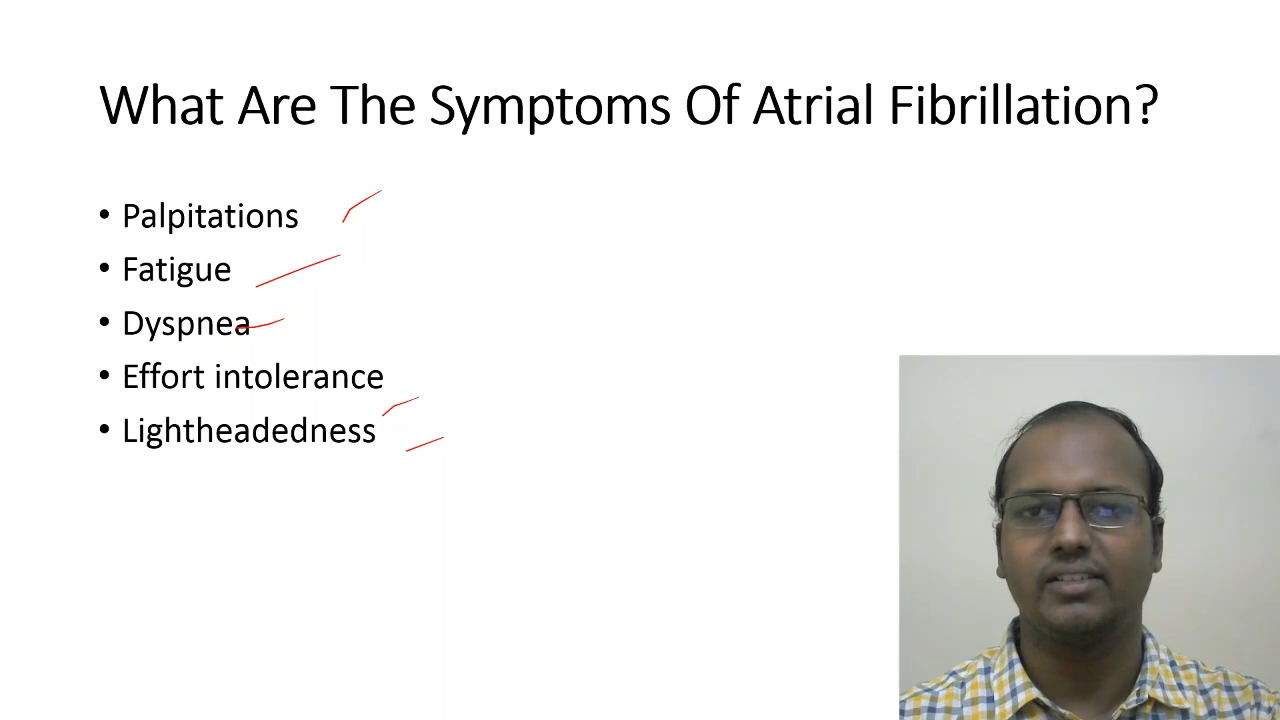 What Are The Symptoms Of Atrial Fibrillation?
• Palpitations
• Fatigue
• Dyspnea
• Effort intolerance
• Lightheadedness